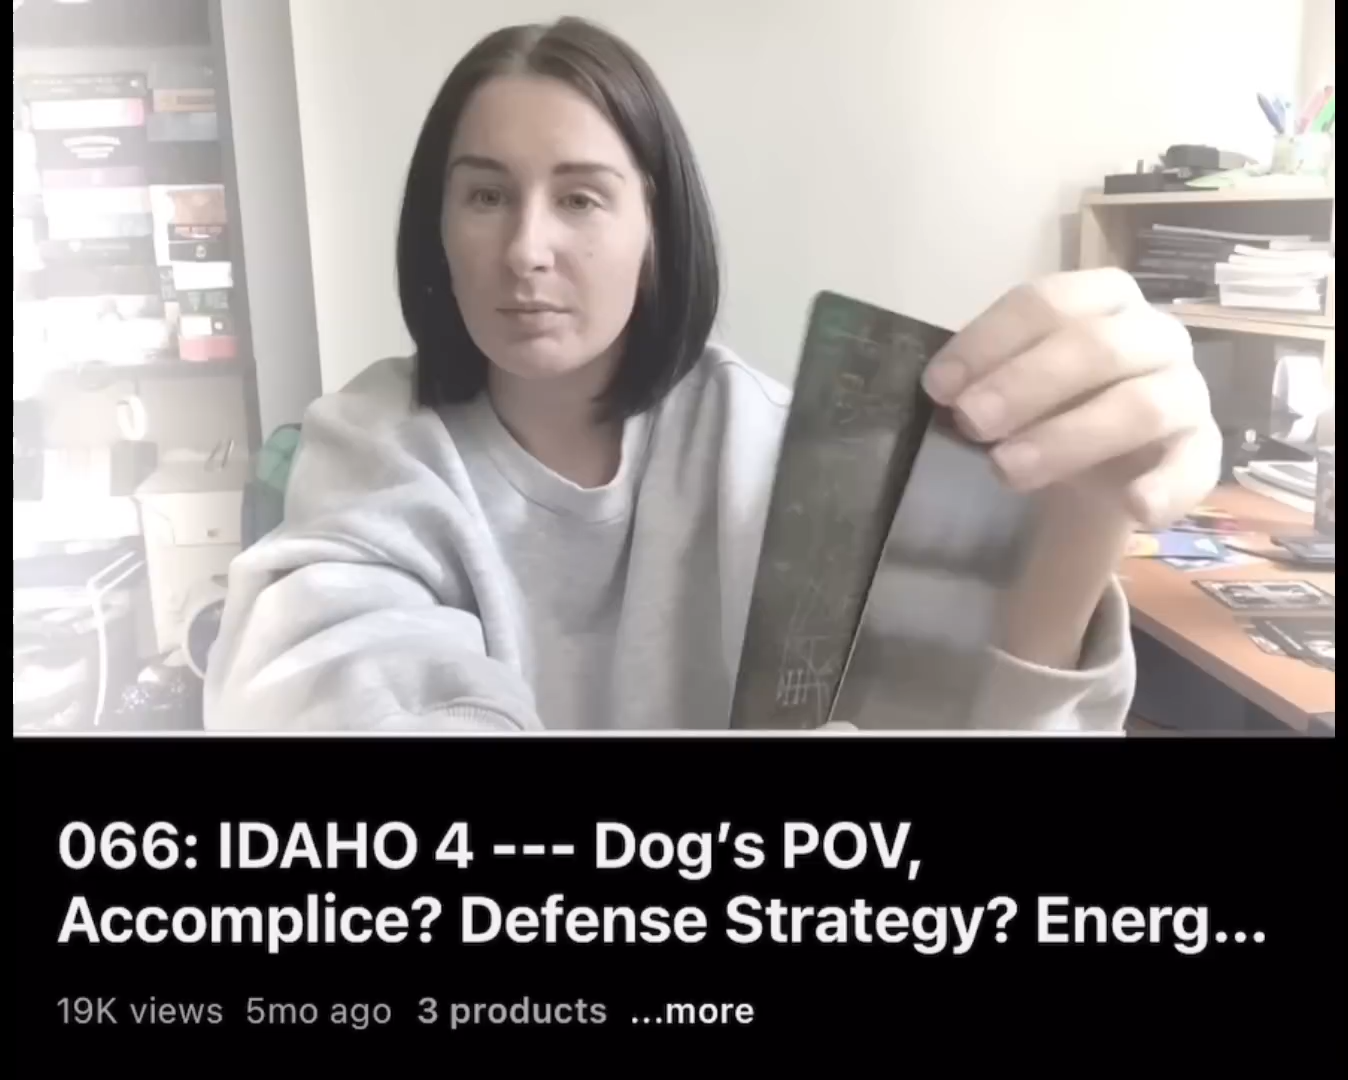 066: IDAHO 4 --- Dog’s POV,
Accomplice? Defense Strategy? Energ...
19K views 5mo ago 3 products ...more